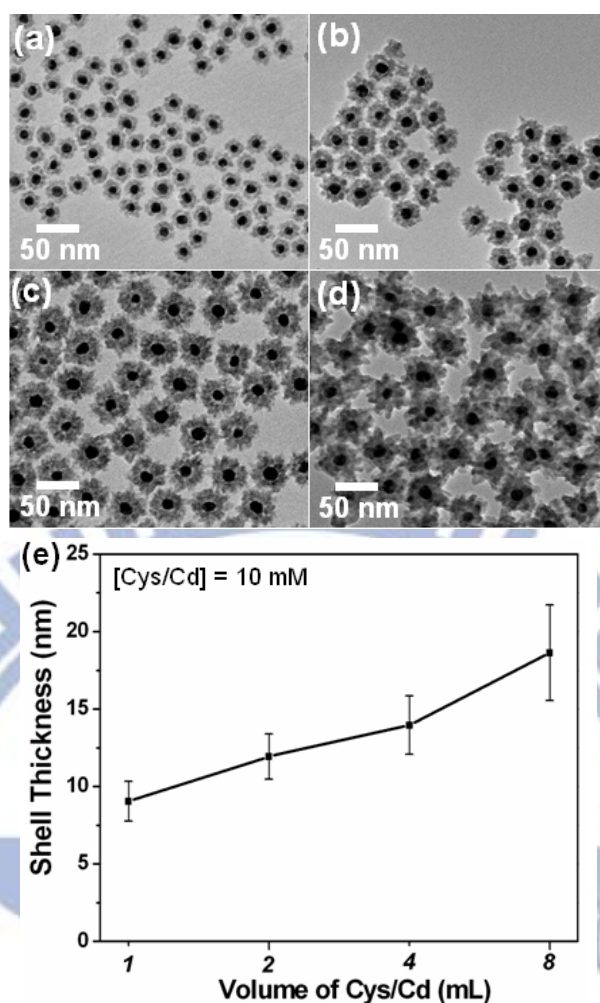 (a) (b)
50 nm 50 nm
(c) (d)
50 nm 50 nm
(e)
25
[Cys/Cd] = 10 mM
20
15
10
5
0
Shell Thickness (nm)
1 2 4 8
Volume of Cys/Cd (mL)